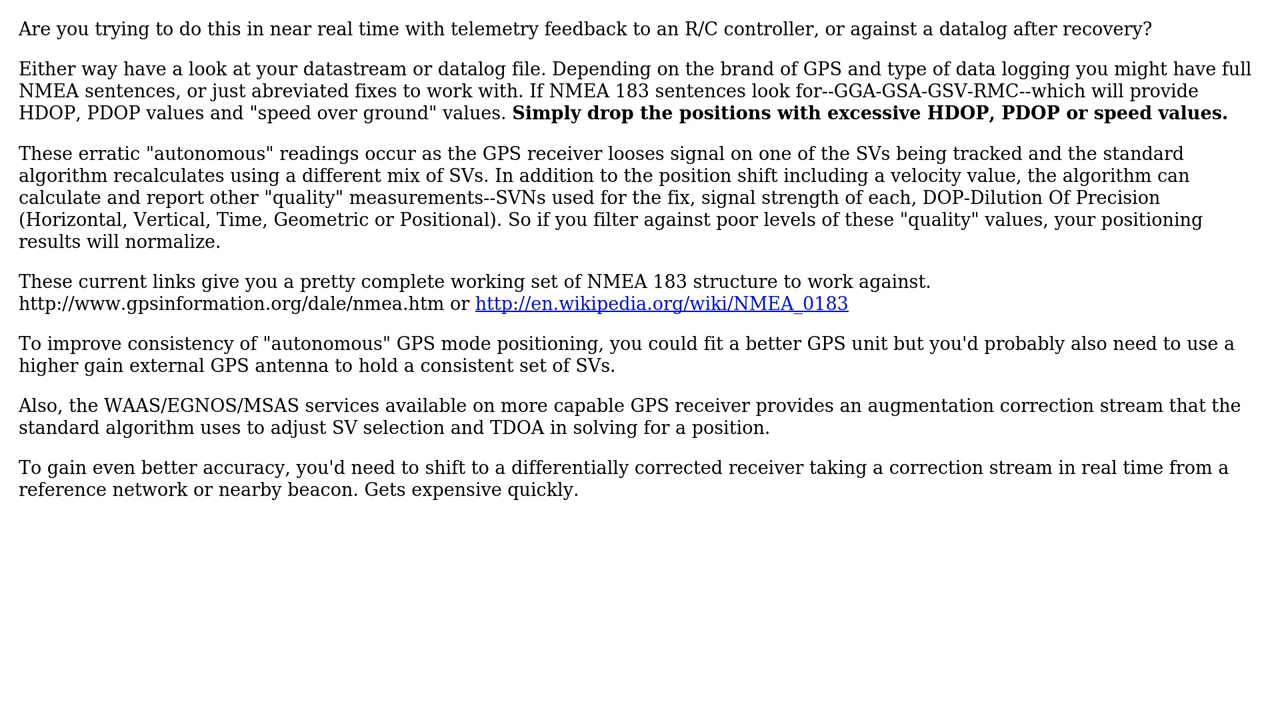 Are you trying to do this in near real time with telemetry feedback to an R/C controller, or against a datalog after recovery?
Either way have a look at your datastream or datalog file. Depending on the brand of GPS and type of data logging you might have full
NMEA sentences, or just abreviated fixes to work with. If NMEA 183 sentences look for--GGA-GSA-GSV-RMC--which will provide
HDOP, PDOP values and "speed over ground" values. Simply drop the positions with excessive HDOP, PDOP or speed values.
These erratic "autonomous" readings occur as the GPS receiver looses signal on one of the SVs being tracked and the standard
algorithm recalculates using a different mix of SVs. In addition to the position shift including a velocity value, the algorithm can
calculate and report other "quality" measurements--SVNs used for the fix, signal strength of each, DOP-Dilution Of Precision
(Horizontal, Vertical, Time, Geometric or Positional). So if you filter against poor levels of these "quality" values, your positioning
results will normalize.
These current links give you a pretty complete working set of NMEA 183 structure to work against.
http://www.gpsinformation.org/dale/nmea.htm or http://en.wikipedia.org/wiki/NMEA_0183
To improve consistency of "autonomous" GPS mode positioning, you could fit a better GPS unit but you'd probably also need to use a
higher gain external GPS antenna to hold a consistent set of SVs.
Also, the WAAS/EGNOS/MSAS services available on more capable GPS receiver provides an augmentation correction stream that the
standard algorithm uses to adjust SV selection and TDOA in solving for a position.
To gain even better accuracy, you'd need to shift to a differentially corrected receiver taking a correction stream in real time from a
reference network or nearby beacon. Gets expensive quickly.